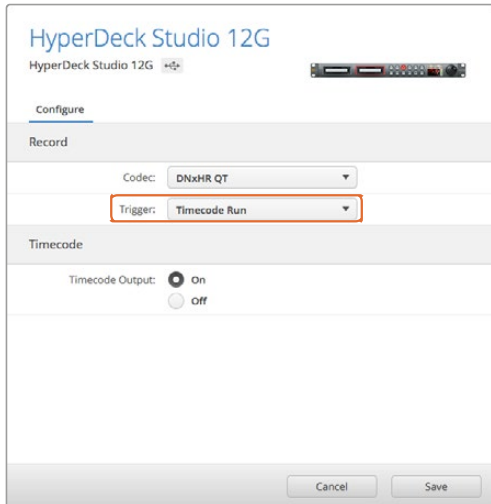 HyperDeck Studio 12G
HyperDeck Studio 12G
Configure
Record
Codec: DNxHR QT
Trigger: Timecode Run
Timecode
Timecode Output: On
Off
Cancel Save